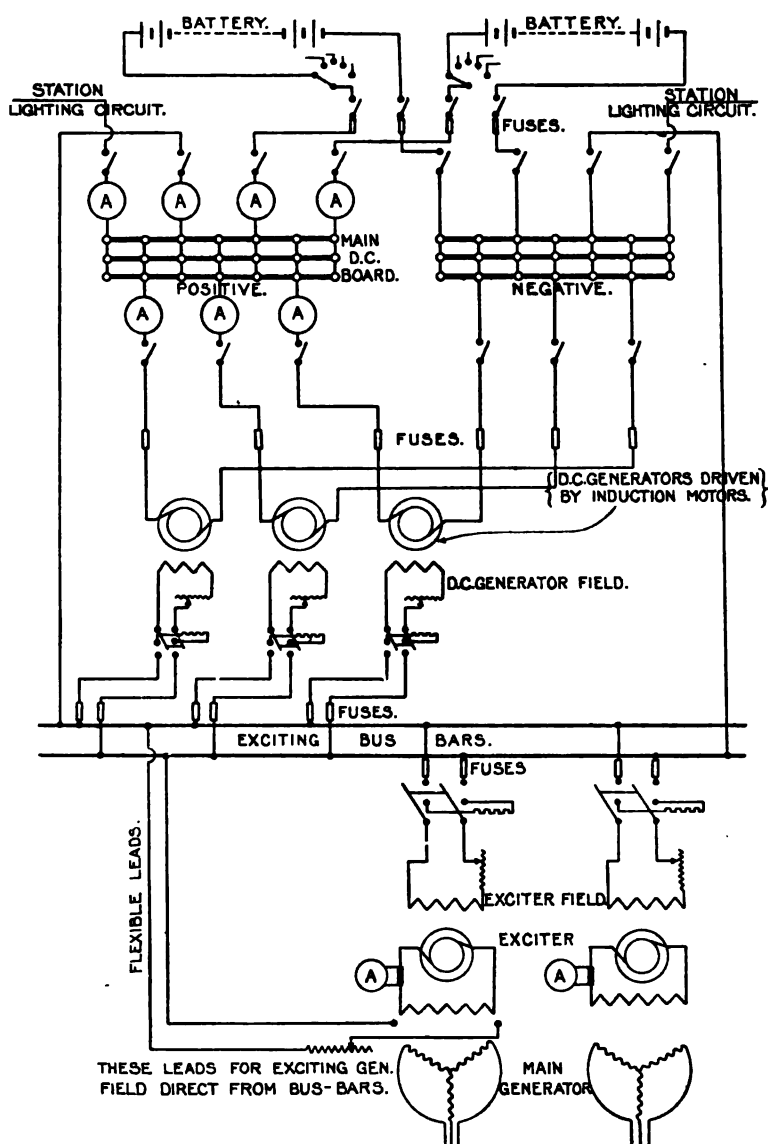 BATTERY.
BATTERY.
STATION
LIGHTING CIRCUIT.
STATION
LIGHTING CIRCUIT.
FUSES.
A
A
A
A
MAIN
D.C.
BOARD.
POSITIVE.
NEGATIVE.
A
A
A
FUSES.
D.C. GENERATORS DRIVEN
BY INDUCTION MOTORS.
D.C. GENERATOR FIELD.
FUSES.
EXCITING BUS BARS.
FUSES
FLEXIBLE LEADS.
EXCITER FIELD
EXCITER
A
A
THESE LEADS FOR EXCITING GEN.
FIELD DIRECT FROM BUS-BARS.
MAIN
GENERATOR